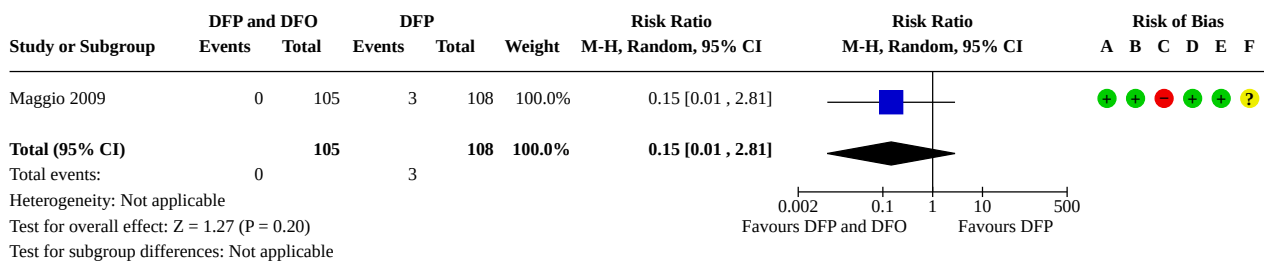 DFP and DFO DFP Risk Ratio Risk Ratio Risk of Bias
Study or Subgroup Events Total Events Total Weight M-H, Random, 95% CI M-H, Random, 95% CI A B C D E F
Maggio 2009 0 105 3 108 100.0% 0.15 [0.01 , 2.81] + + − + + ?
Total (95% CI) 105 108 100.0% 0.15 [0.01 , 2.81]
Total events: 0 3
Heterogeneity: Not applicable 0.002 0.1 1 10 500
Test for overall effect: Z = 1.27 (P = 0.20) Favours DFP and DFO Favours DFP
Test for subgroup differences: Not applicable